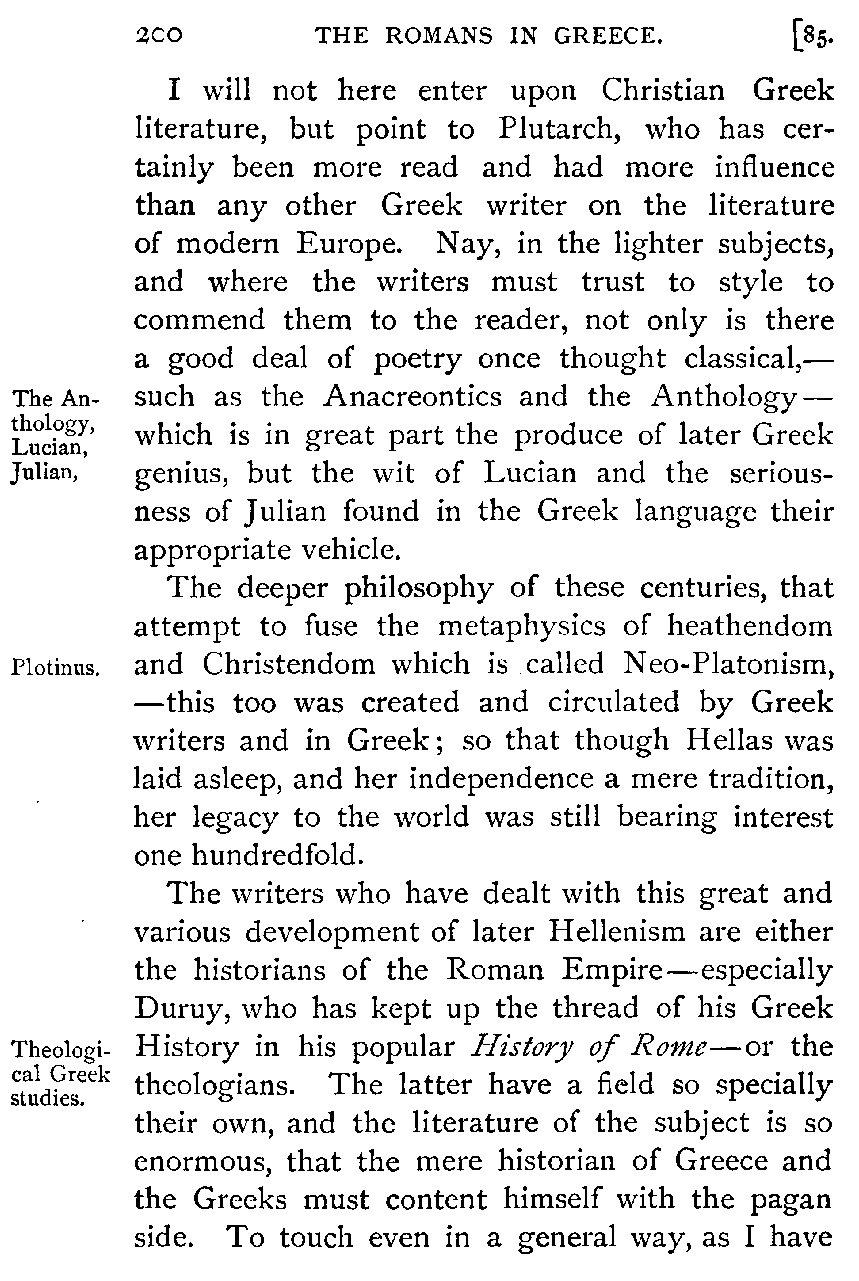 200 THE ROMANS IN GREECE. [85.
I will not here enter upon Christian Greek
literature, but point to Plutarch, who has cer-
tainly been more read and had more influence
than any other Greek writer on the literature
of modern Europe. Nay, in the lighter subjects,
and where the writers must trust to style to
commend them to the reader, not only is there
a good deal of poetry once thought classical,—
The An-
thology,
Lucian,
Julian,
such as the Anacreontics and the Anthology—
which is in great part the produce of later Greek
genius, but the wit of Lucian and the serious-
ness of Julian found in the Greek language their
appropriate vehicle.
The deeper philosophy of these centuries, that
attempt to fuse the metaphysics of heathendom
Plotinus.
and Christendom which is called Neo-Platonism,
—this too was created and circulated by Greek
writers and in Greek; so that though Hellas was
laid asleep, and her independence a mere tradition,
her legacy to the world was still bearing interest
one hundredfold.
The writers who have dealt with this great and
various development of later Hellenism are either
the historians of the Roman Empire—especially
Duruy, who has kept up the thread of his Greek
Theologi-
cal Greek
studies.
History in his popular History of Rome—or the
theologians. The latter have a field so specially
their own, and the literature of the subject is so
enormous, that the mere historian of Greece and
the Greeks must content himself with the pagan
side. To touch even in a general way, as I have